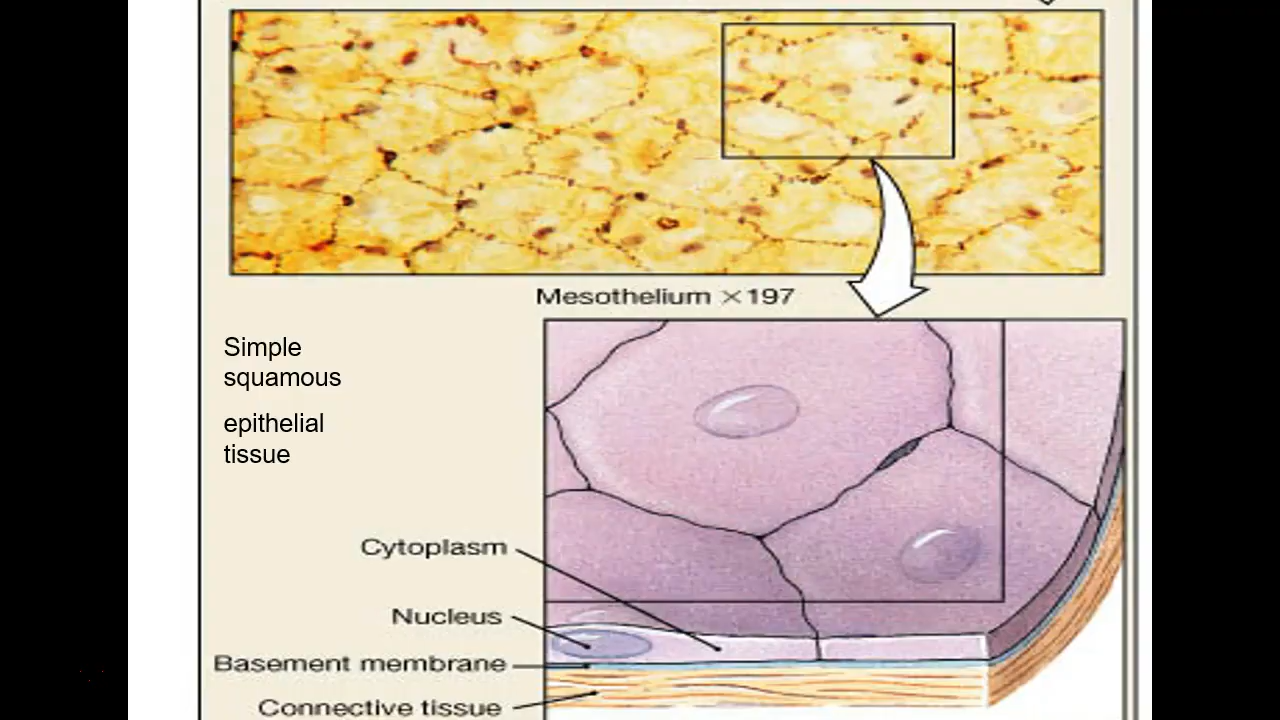 Mesothelium ×197
Simple
squamous
epithelial
tissue
Cytoplasm
Nucleus
Basement membrane
Connective tissue